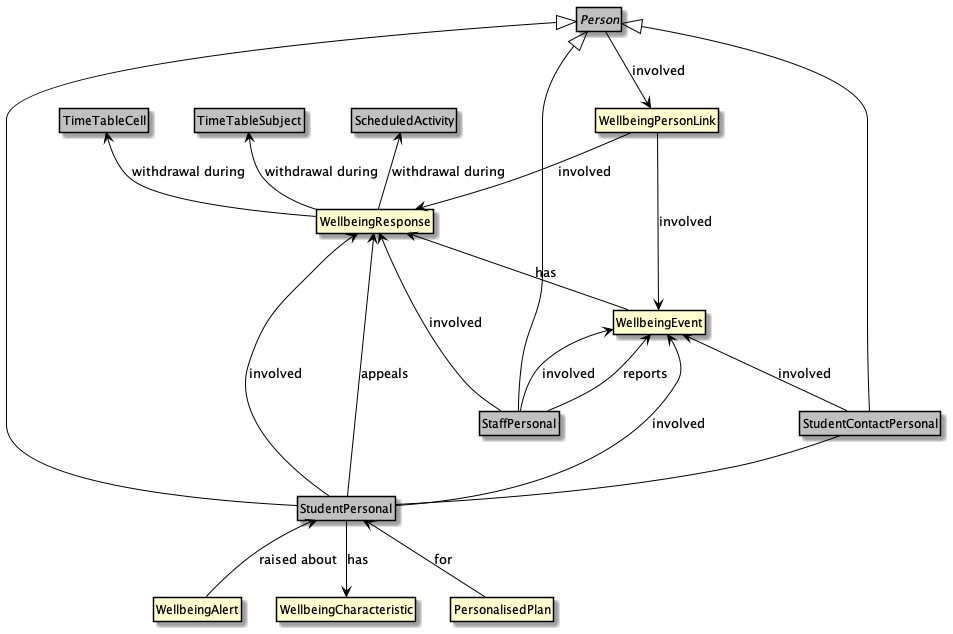 Person
involved
TimeTableCell
TimeTableSubject
ScheduledActivity
WellbeingPersonLink
withdrawal during
withdrawal during
withdrawal during
involved
WellbeingResponse
involved
has
involved
WellbeingEvent
involved
appeals
involved
reports
involved
StaffPersonal
involved
StudentContactPersonal
StudentPersonal
raised about
has
for
WellbeingAlert
WellbeingCharacteristic
PersonalisedPlan